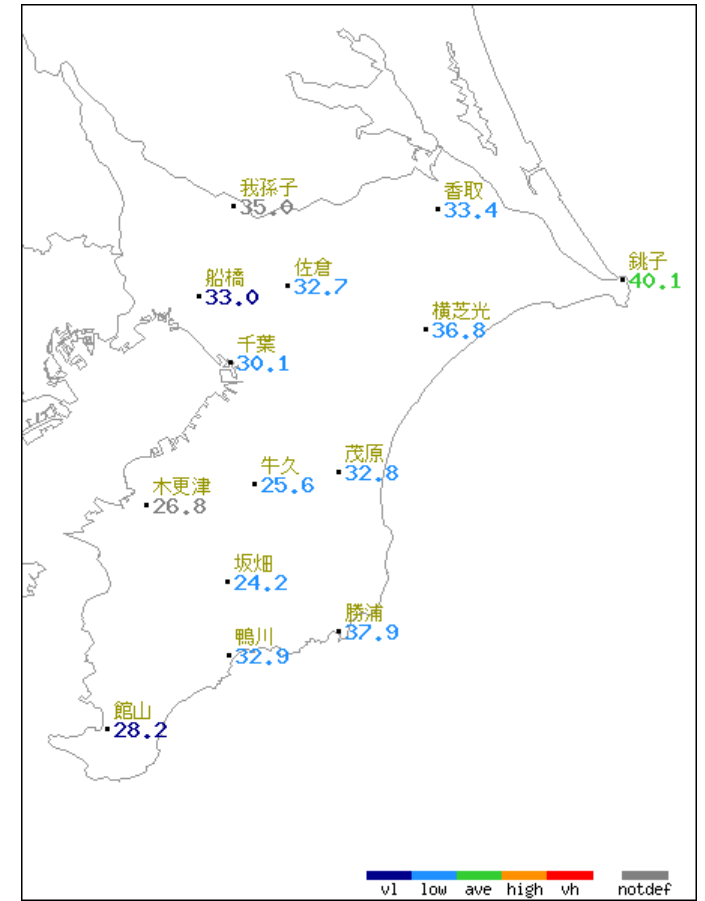 我孫子
35.0
香取
33.4
銚子
40.1
船橋
33.0
佐倉
32.7
横芝光
36.8
千葉
30.1
茂原
32.8
牛久
25.6
木更津
26.8
坂畑
24.2
勝浦
37.9
鴨川
32.9
館山
28.2
vl low ave high vh notdef